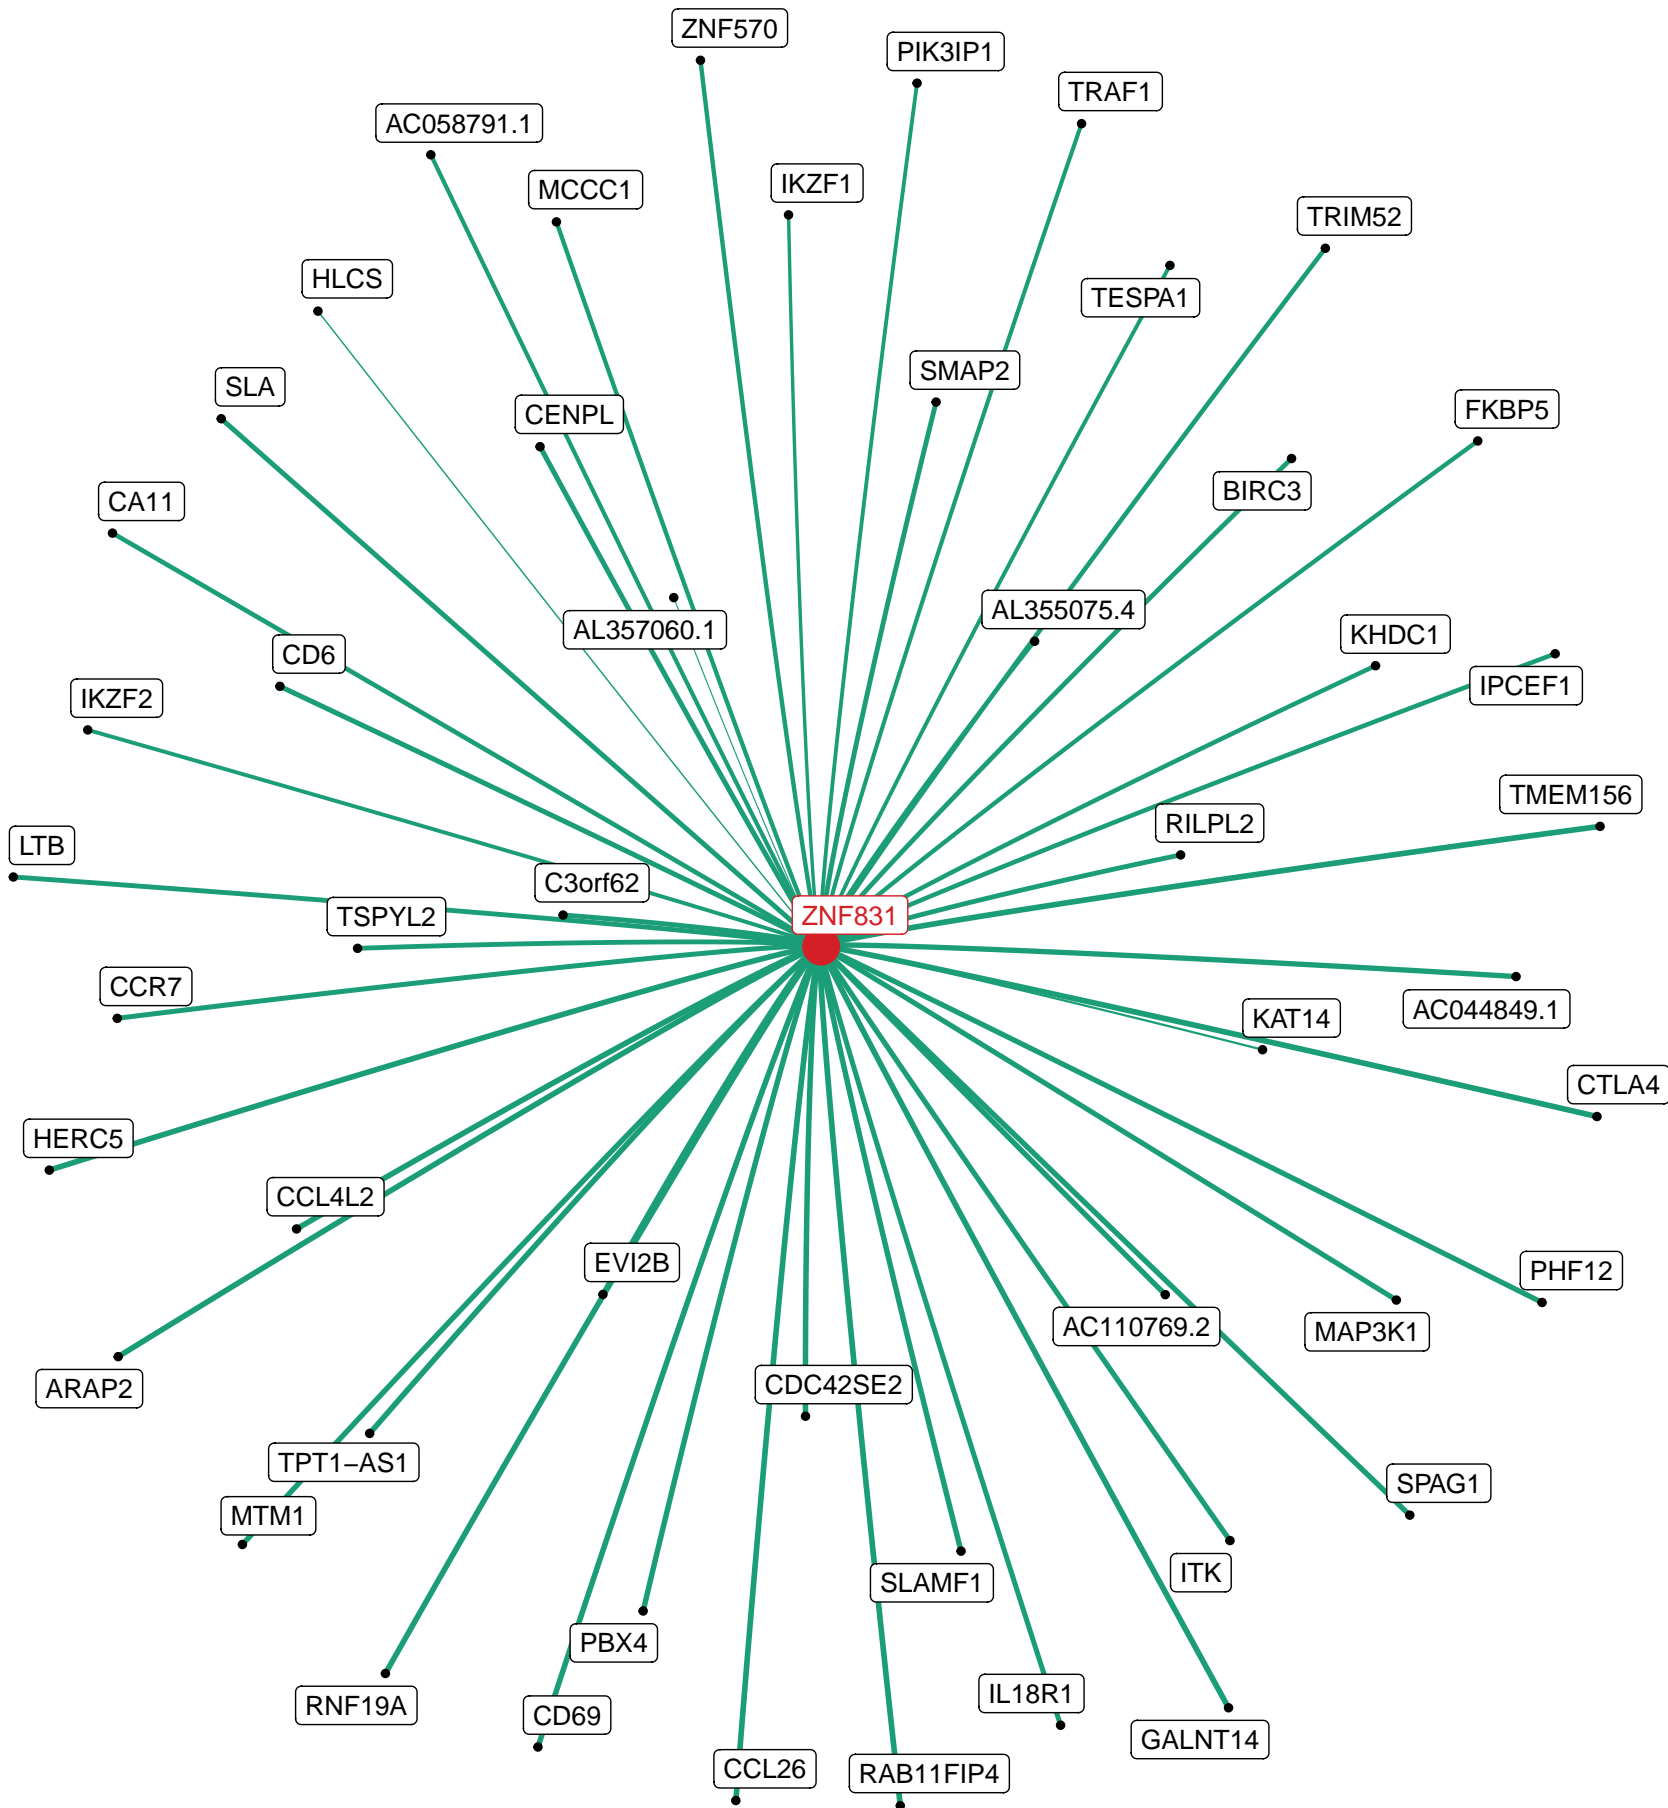 ZNF570
PIK3IP1
TRAF1
AC058791.1
IKZF1
MCCC1
TRIM52
HLCS
TESPA1
SMAP2
SLA
FKBP5
CENPL
BIRC3
CA11
AL355075.4
AL357060.1
KHDC1
CD6
IPCEF1
IKZF2
TMEM156
RILPL2
LTB
C3orf62
ZNF831
TSPYL2
CCR7
AC044849.1
KAT14
CTLA4
HERC5
CCL4L2
EVI2B
PHF12
AC110769.2
MAP3K1
CDC42SE2
ARAP2
TPT1−AS1
SPAG1
MTM1
ITK
SLAMF1
PBX4
IL18R1
RNF19A
CD69
GALNT14
CCL26
RAB11FIP4